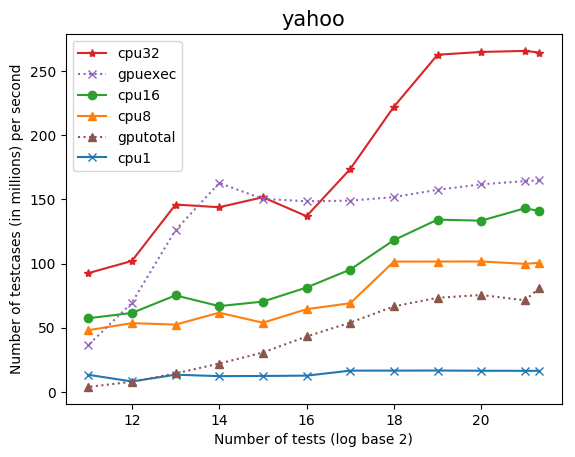 yahoo
Number of testcases (in millions) per second
250
200
150
100
50
0
cpu32
gpuexec
cpu16
cpu8
gputotal
cpu1
12 14 16 18 20
Number of tests (log base 2)